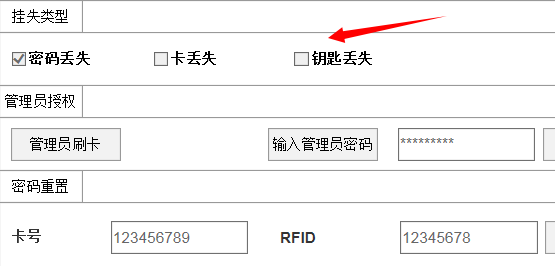 挂失类型
密码丢失 卡丢失 钥匙丢失
管理员授权
管理员刷卡 输入管理员密码 *********
密码重置
卡号 123456789 RFID 12345678